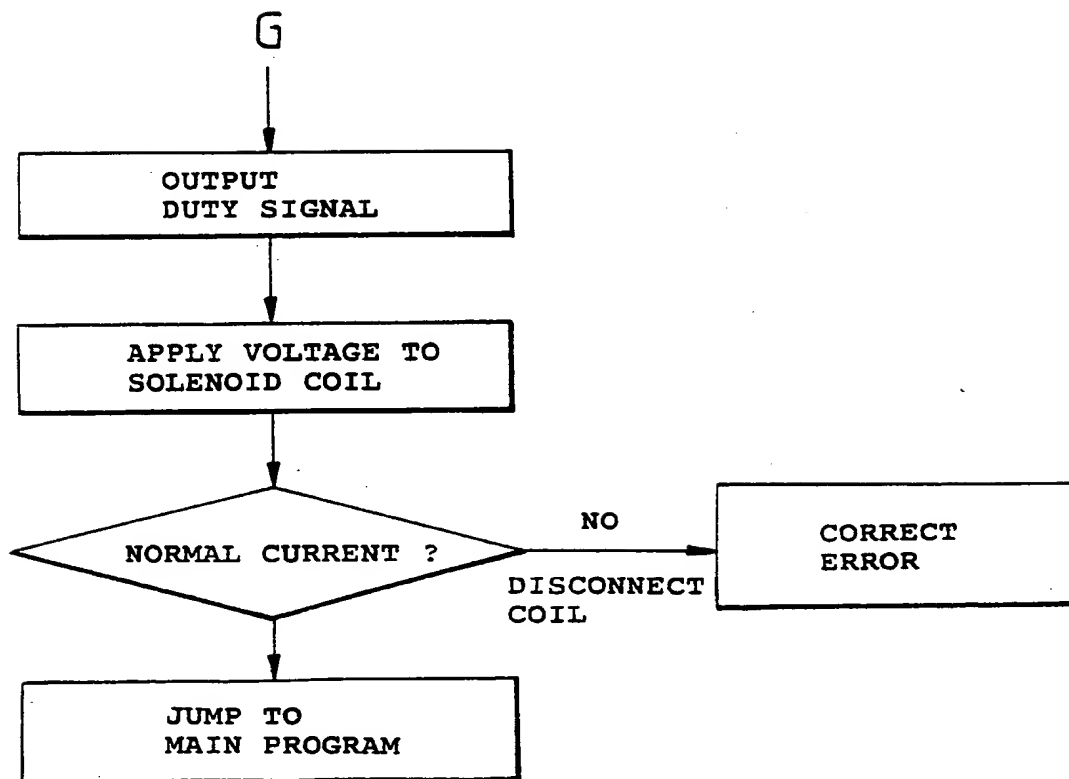 G
OUTPUT
DUTY SIGNAL
APPLY VOLTAGE TO
SOLENOID COIL
NORMAL CURRENT ?
NO
DISCONNECT
COIL
CORRECT
ERROR
JUMP TO
MAIN PROGRAM